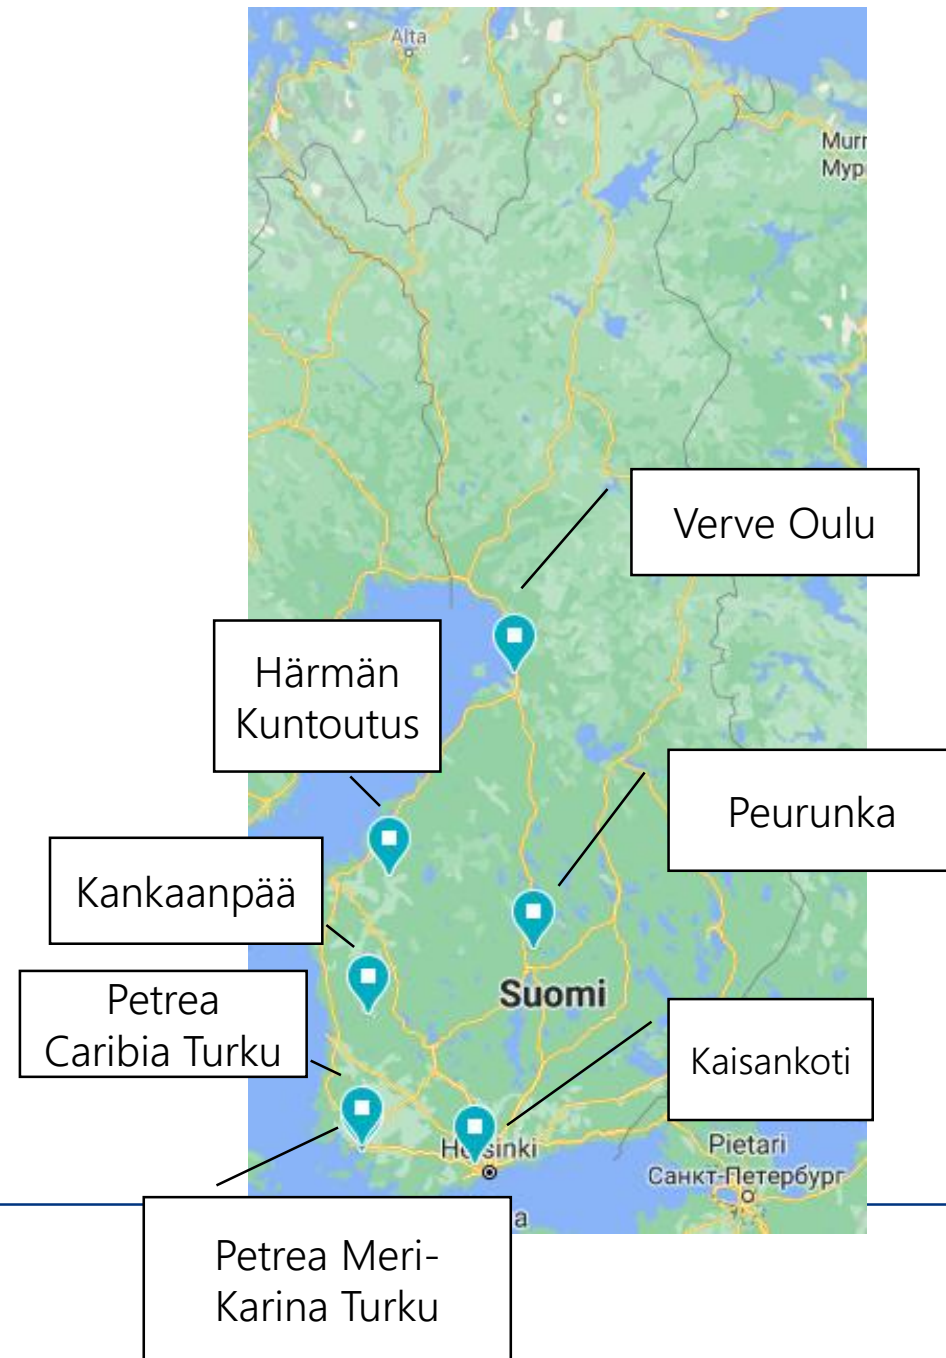 Alta
Murr
Мур
Verve Oulu
Härmän
Kuntoutus
Peurunka
Kankaanpää
Petrea
Caribia Turku
Suomi
Kaisankoti
Helsinki
Pietari
Санкт-Петербург
a
Petrea Meri-
Karina Turku